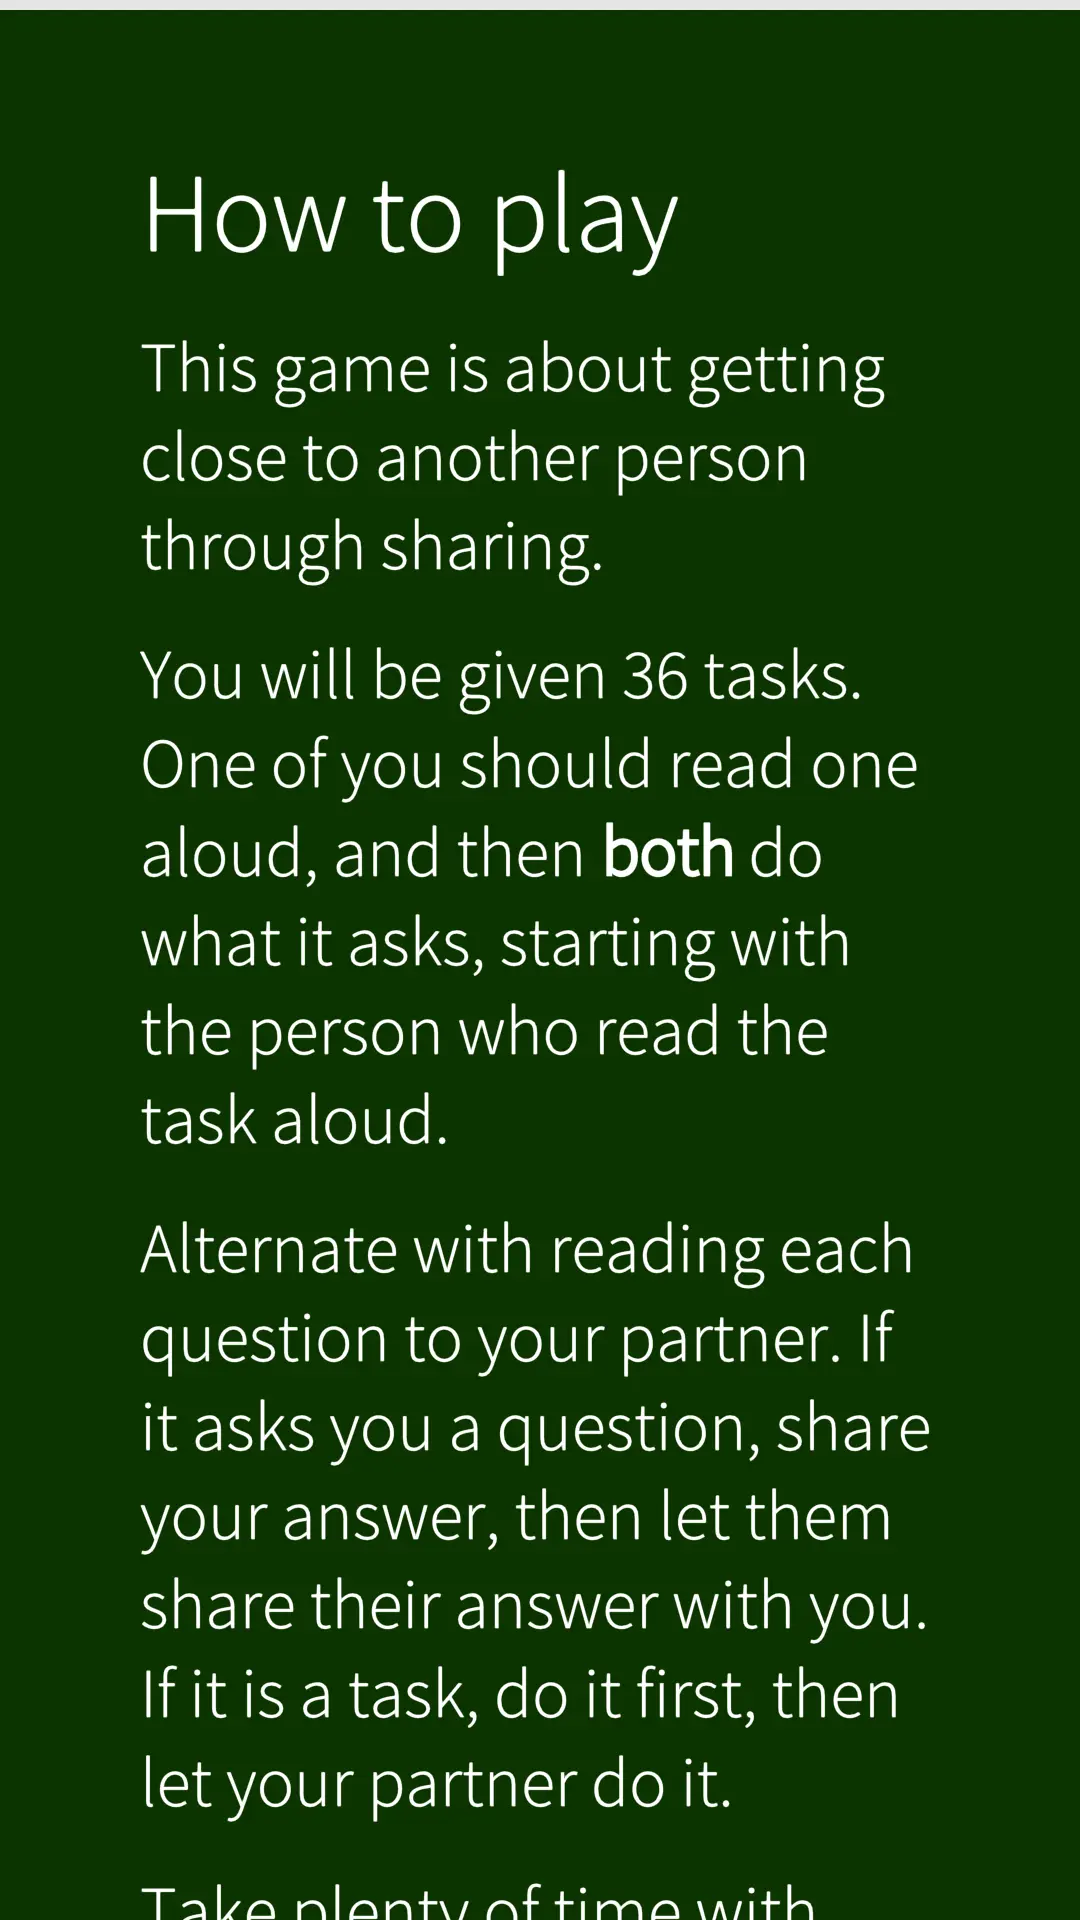 How to play
This game is about getting
close to another person
through sharing.
You will be given 36 tasks.
One of you should read one
aloud, and then both do
what it asks, starting with
the person who read the
task aloud.
Alternate with reading each
question to your partner. If
it asks you a question, share
your answer, then let them
share their answer with you.
If it is a task, do it first, then
let your partner do it.
Take plenty of time with